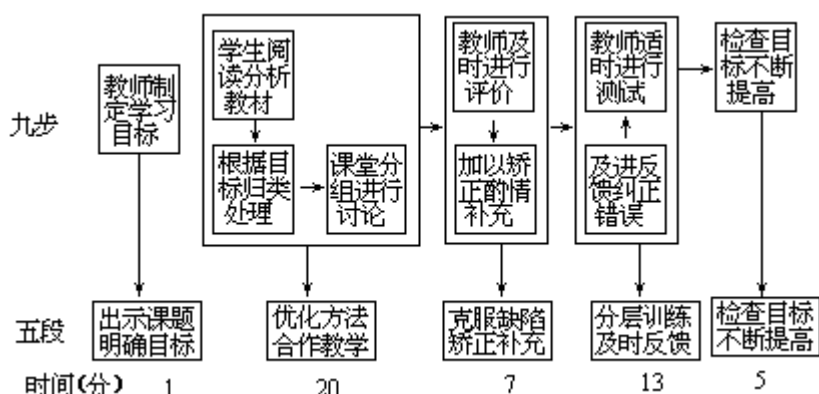 九步
教师制
定学习
目标
学生阅
读分析
教材
根据目
标归类
处理
课堂分
组进行
讨论
教师及
时进行
评价
加以矫
正酌情
补充
教师适
时进行
测试
及进反
馈纠正
错误
检查目
标不断
提高
五段
出示课题
明确目标
优化方法
合作教学
克服缺陷
矫正补充
分层训练
及时反馈
检查目标
不断提高
时间(分) 1 20 7 13 5